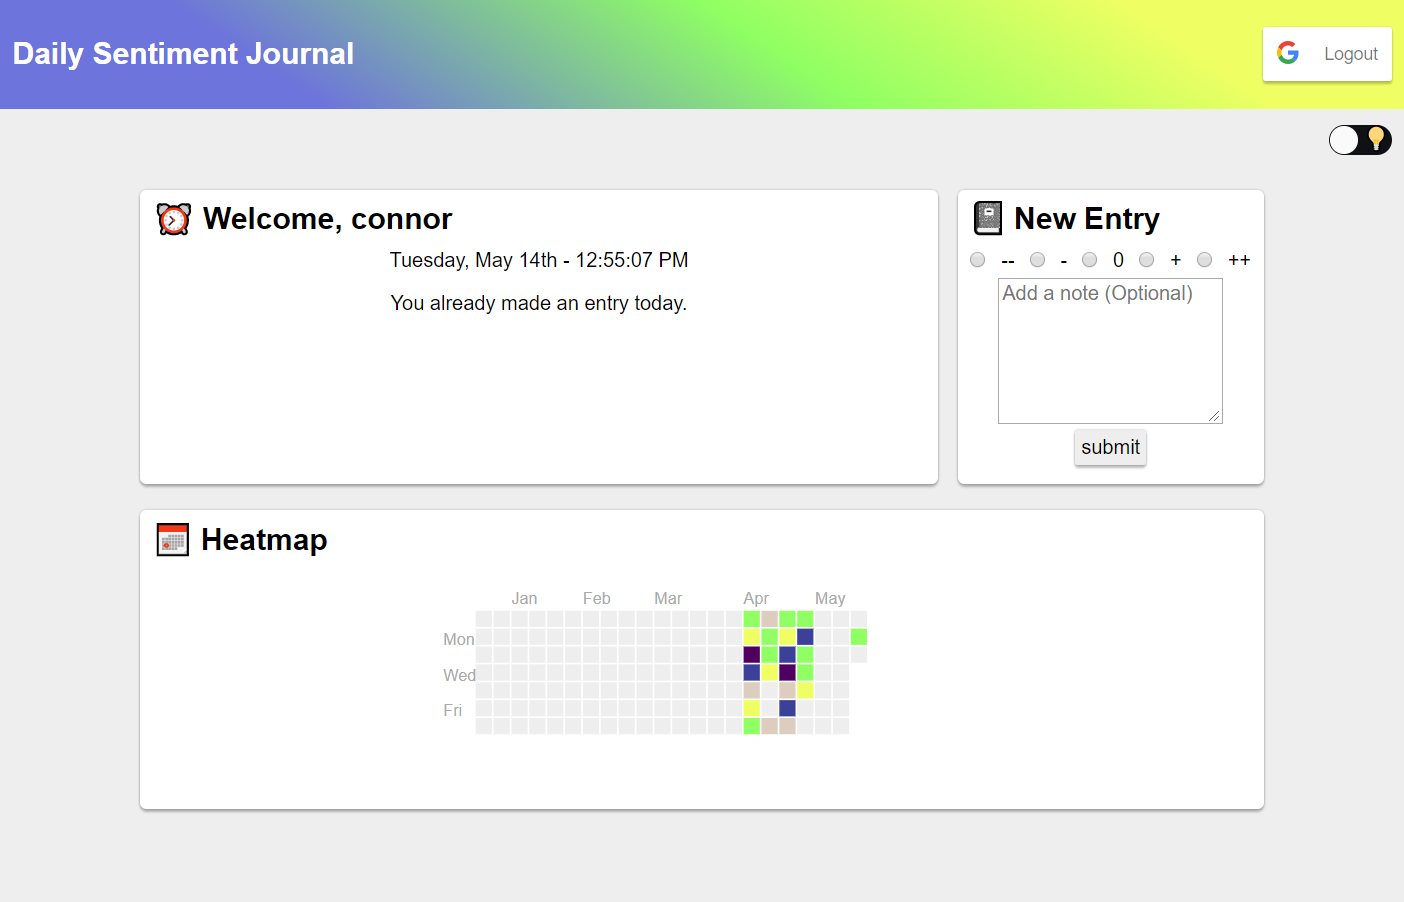 Daily Sentiment Journal
Logout
Welcome, connor
Tuesday, May 14th - 12:55:07 PM
You already made an entry today.
New Entry
-- - 0 + ++
Add a note (Optional)
submit
Heatmap
Jan Feb Mar Apr May
Mon
Wed
Fri